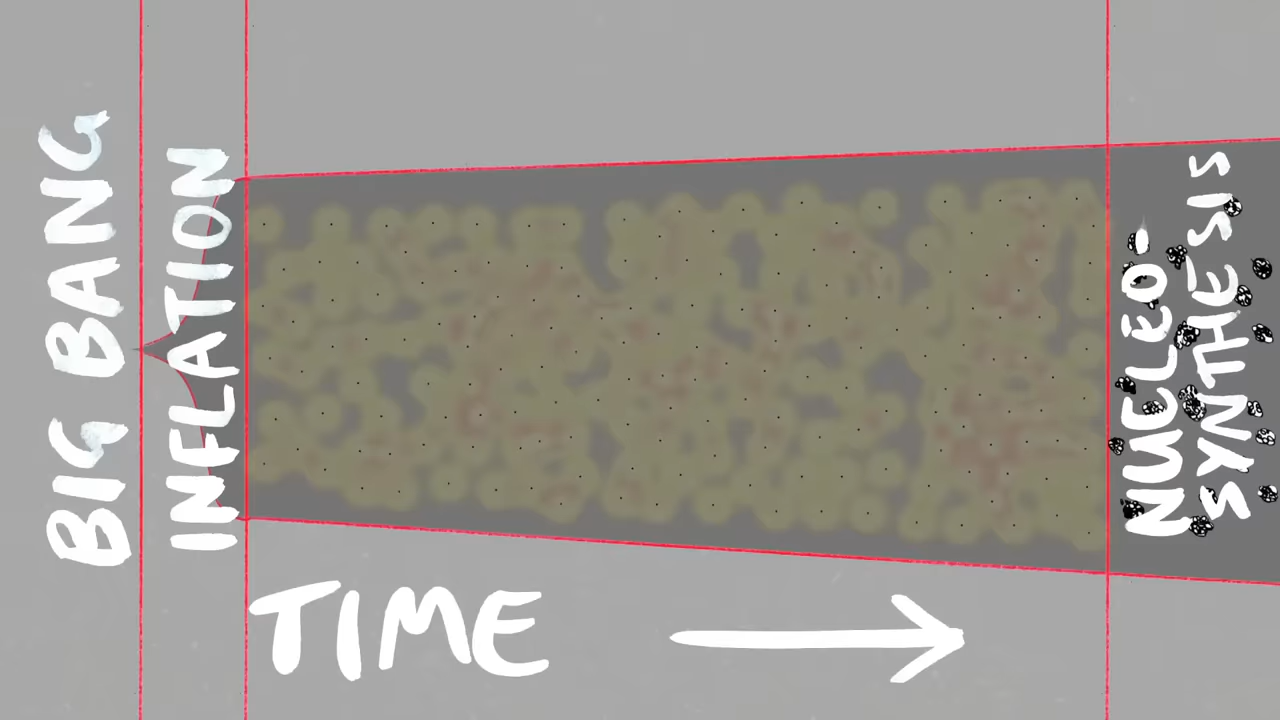 BIG BANG
INFLATION
TIME
NUCLEO-
SYNTHESIS